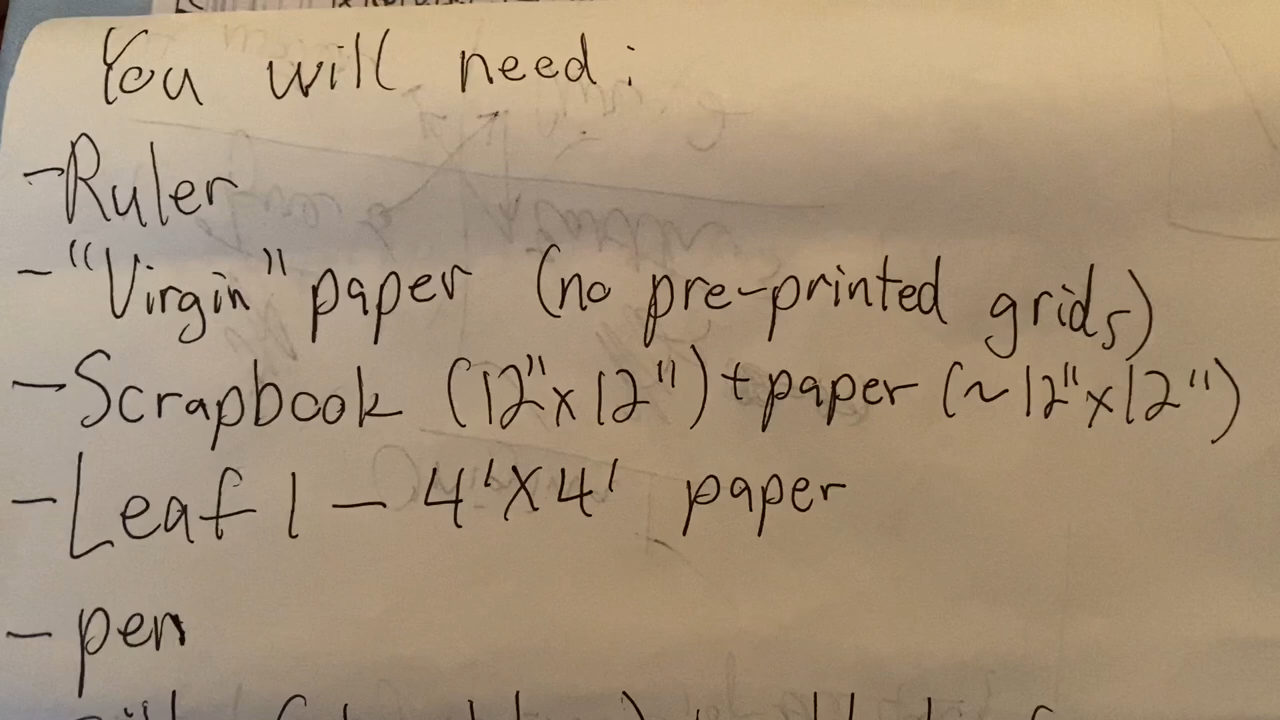 You will need:
-Ruler
-"Virgin" paper (no pre-printed grids)
-Scrapbook (12"x12")+paper (~12"x12")
-Leaf 1 - 4'x4' paper
-pen